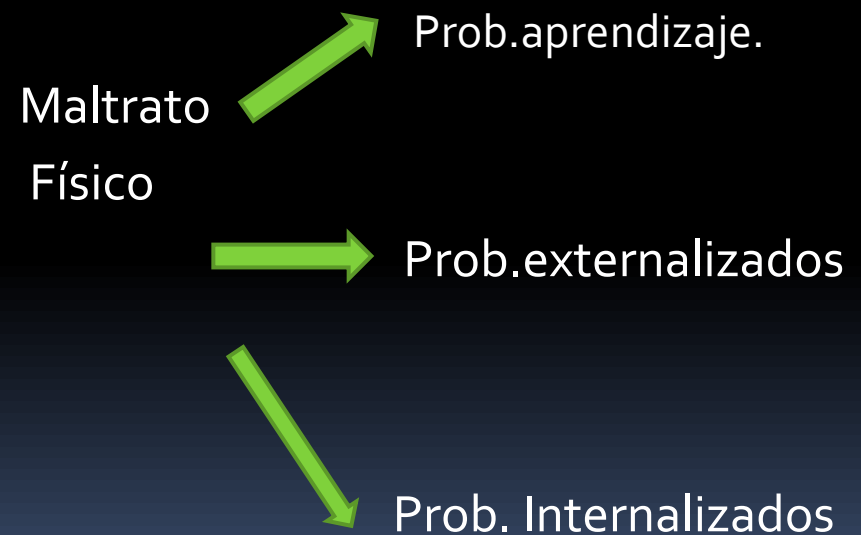 Prob.aprendizaje.
Maltrato
Físico
Prob.externalizados
Prob. Internalizados